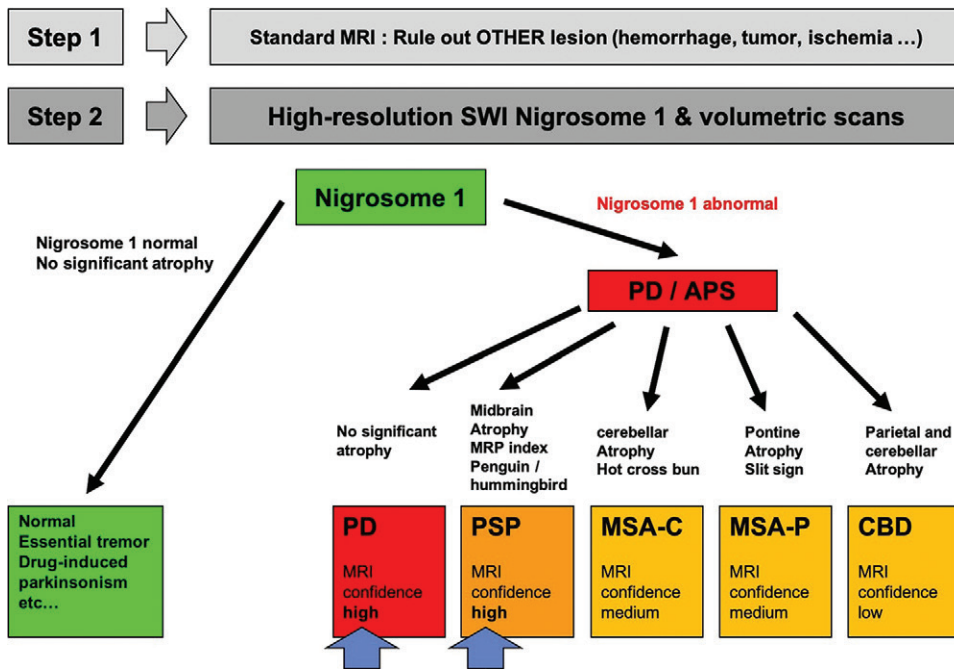 Step 1
Standard MRI : Rule out OTHER lesion (hemorrhage, tumor, ischemia ...)
Step 2
High-resolution SWI Nigrosome 1 & volumetric scans
Nigrosome 1
Nigrosome 1 abnormal
Nigrosome 1 normal
No significant atrophy
PD / APS
No significant
atrophy
Midbrain
Atrophy
MRP index
Penguin /
hummingbird
cerebellar
Atrophy
Hot cross bun
Pontine
Atrophy
Slit sign
Parietal and
cerebellar
Atrophy
Normal
Essential tremor
Drug-induced
parkinsonism
etc...
PD
MRI
confidence
high
PSP
MRI
confidence
high
MSA-C
MRI
confidence
medium
MSA-P
MRI
confidence
medium
CBD
MRI
confidence
low